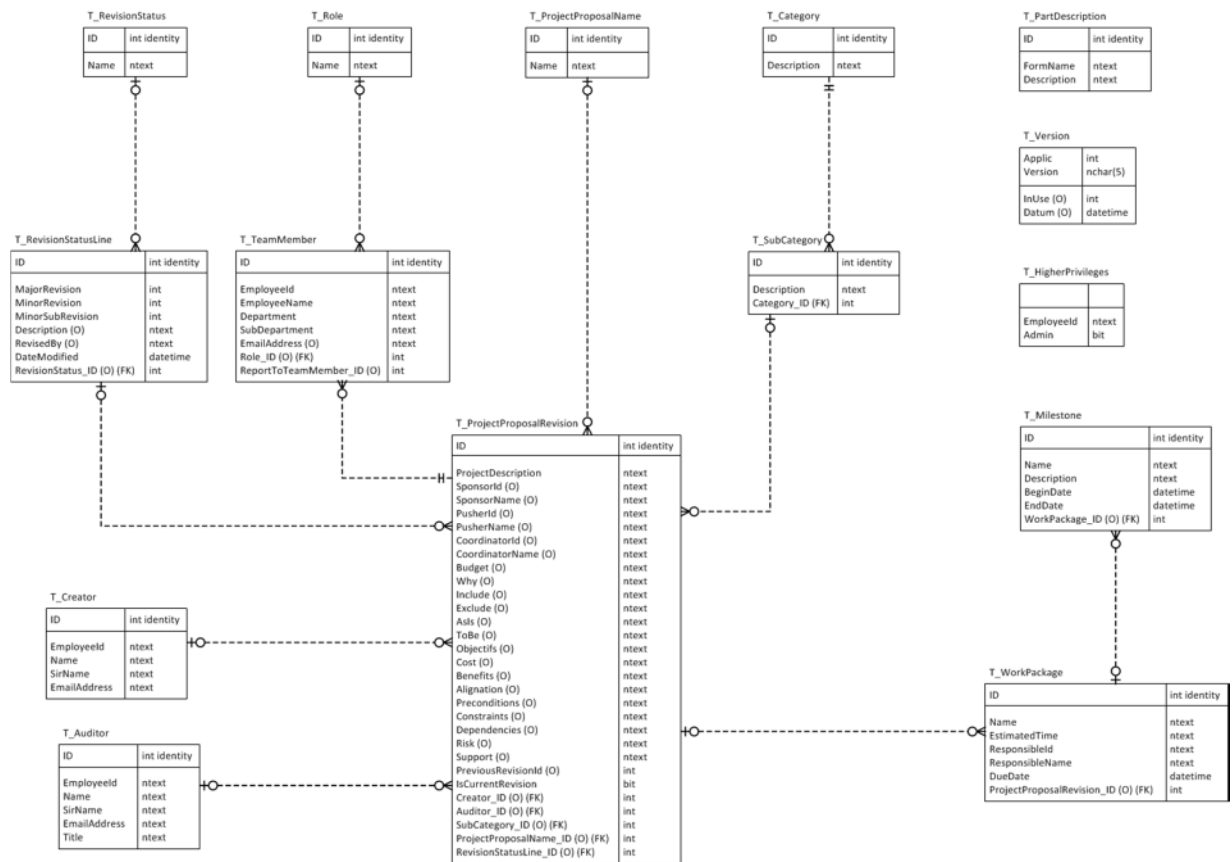 T_RevisionStatus
ID int identity
Name ntext
T_Role
ID int identity
Name ntext
T_ProjectProposalName
ID int identity
Name ntext
T_Category
ID int identity
Description ntext
T_PartDescription
ID int identity
FormName ntext
Description ntext
T_Version
Applic int
Version nchar(5)
InUse (O) int
Datum (O) datetime
T_RevisionStatusLine
ID int identity
MajorRevision int
MinorRevision int
MinorSubRevision int
Description (O) ntext
RevisedBy (O) ntext
DateModified datetime
RevisionStatus_ID (O) (FK) int
T_TeamMember
ID int identity
EmployeeId ntext
EmployeeName ntext
Department ntext
SubDepartment ntext
EmailAddress (O) ntext
Role_ID (O) (FK) int
ReportToTeamMember_ID (O) int
T_SubCategory
ID int identity
Description ntext
Category_ID (FK) int
T_HigherPrivileges
EmployeeId ntext
Admin bit
T_ProjectProposalRevision
ID int identity
ProjectDescription ntext
SponsorId (O) ntext
SponsorName (O) ntext
PusherId (O) ntext
PusherName (O) ntext
CoordinatorId (O) ntext
CoordinatorName (O) ntext
Budget (O) ntext
Why (O) ntext
Include (O) ntext
Exclude (O) ntext
AsIs (O) ntext
ToBe (O) ntext
Objectifs (O) ntext
Cost (O) ntext
Benefits (O) ntext
Alignation (O) ntext
Preconditions (O) ntext
Constraints (O) ntext
Dependencies (O) ntext
Risk (O) ntext
Support (O) ntext
PreviousRevisionId (O) int
IsCurrentRevision bit
Creator_ID (O) (FK) int
Auditor_ID (O) (FK) int
SubCategory_ID (O) (FK) int
ProjectProposalName_ID (O) (FK) int
RevisionStatusLine_ID (O) (FK) int
T_Milestone
ID int identity
Name ntext
Description ntext
BeginDate datetime
EndDate datetime
WorkPackage_ID (O) (FK) int
T_Creator
ID int identity
EmployeeId ntext
Name ntext
SirName ntext
EmailAddress ntext
T_Auditor
ID int identity
EmployeeId ntext
Name ntext
SirName ntext
EmailAddress ntext
Title ntext
T_WorkPackage
ID int identity
Name ntext
EstimatedTime ntext
ResponsibleId ntext
ResponsibleName ntext
DueDate datetime
ProjectProposalRevision_ID (O) (FK) int